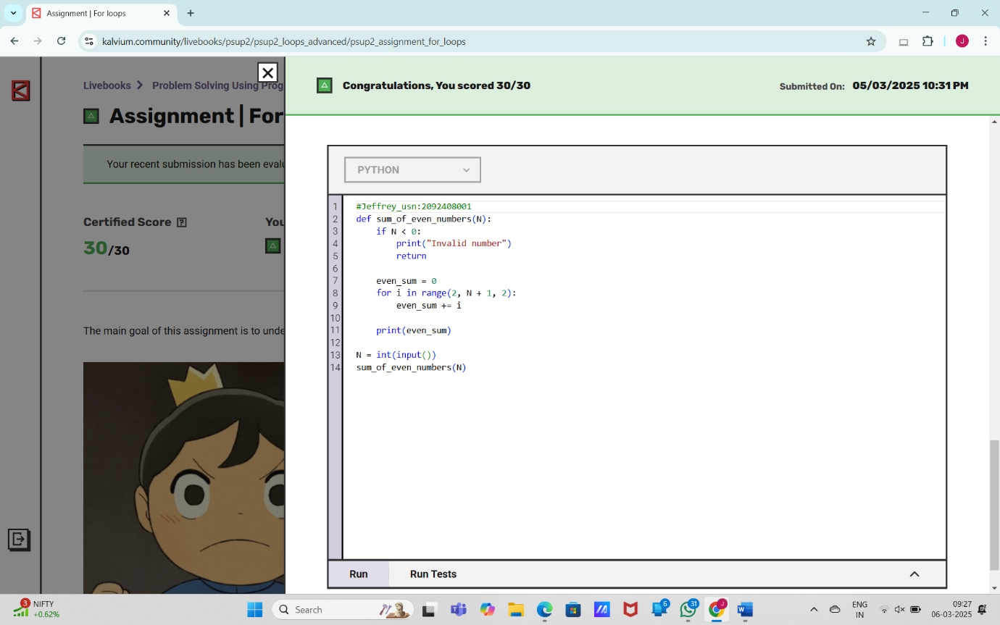 Assignment | For loops
kalvium.community/livebooks/psup2/psup2_loops_advanced/psup2_assignment_for_loops
J
Livebooks > Problem Solving Using Prog
Assignment | For
Your recent submission has been evalu
Certified Score ?
You
30/30
The main goal of this assignment is to unde
Congratulations, You scored 30/30
Submitted On: 05/03/2025 10:31 PM
PYTHON
1 #Jeffrey_usn:2092408001
2 def sum_of_even_numbers(N):
3     if N < 0:
4         print("Invalid number")
5         return
6
7     even_sum = 0
8     for i in range(2, N + 1, 2):
9         even_sum += i
10
11     print(even_sum)
12
13 N = int(input())
14 sum_of_even_numbers(N)
Run
Run Tests
3
NIFTY
+0.62%
Search
6
31
J
W
ENG
IN
09:27
06-03-2025